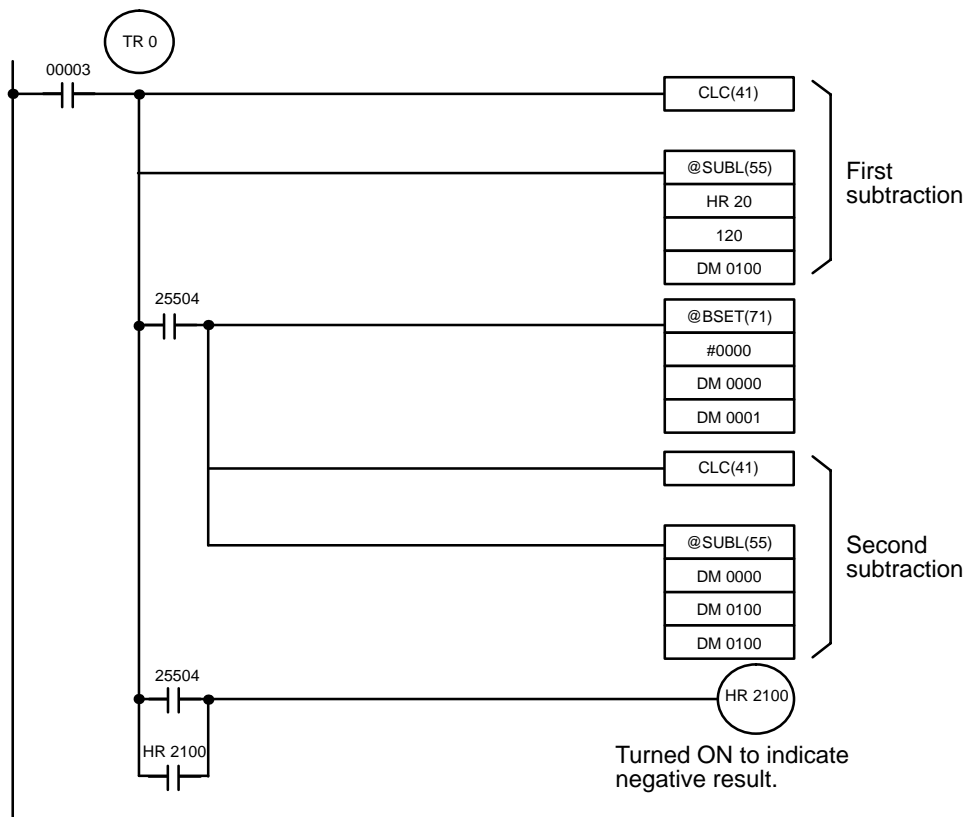 TR 0
00003
CLC(41)
@SUBL(55)
HR 20
120
DM 0100
First
subtraction
25504
@BSET(71)
#0000
DM 0000
DM 0001
CLC(41)
@SUBL(55)
DM 0000
DM 0100
DM 0100
Second
subtraction
25504
HR 2100
HR 2100
Turned ON to indicate
negative result.